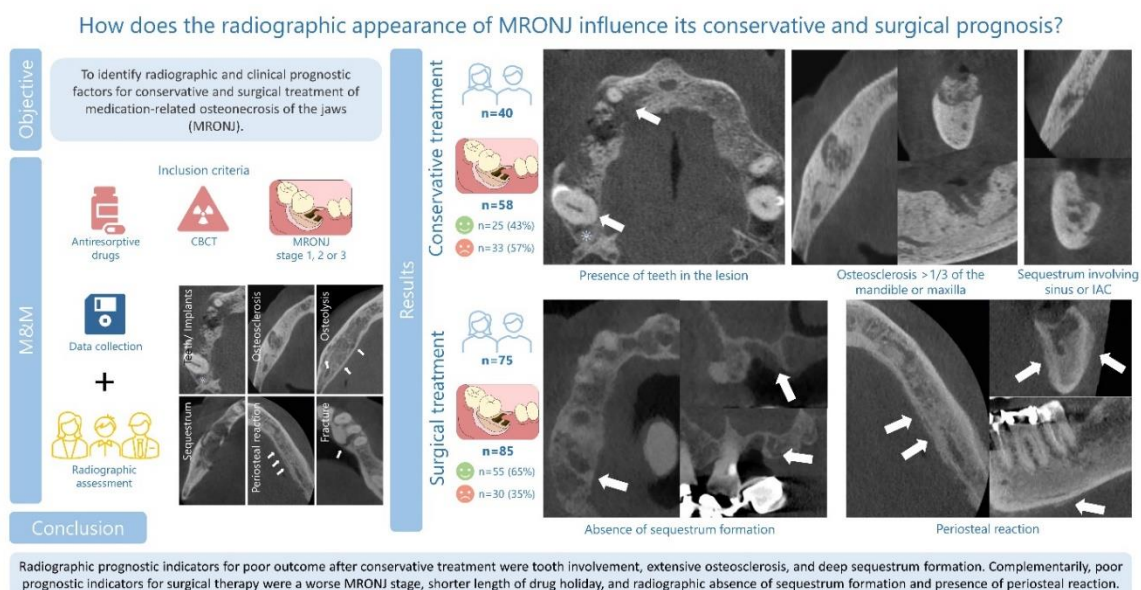 How does the radiographic appearance of MRONJ influence its conservative and surgical prognosis?
Objective
To identify radiographic and clinical prognostic
factors for conservative and surgical treatment of
medication-related osteonecrosis of the jaws
(MRONJ).
M&M
Inclusion criteria
Antiresorptive
drugs
CBCT
MRONJ
stage 1, 2 or 3
Data collection
+
Radiographic
assessment
Teeth/ Implants
Osteosclerosis
Osteolysis
Sequestrum
Periosteal reaction
Fracture
Results
Conservative treatment
n=40
n=58
n=25 (43%)
n=33 (57%)
Presence of teeth in the lesion
Osteosclerosis >1/3 of the
mandible or maxilla
Sequestrum involving
sinus or IAC
Surgical treatment
n=75
n=85
n=55 (65%)
n=30 (35%)
Absence of sequestrum formation
Periosteal reaction
Conclusion
Radiographic prognostic indicators for poor outcome after conservative treatment were tooth involvement, extensive osteosclerosis, and deep sequestrum formation. Complementarily, poor
prognostic indicators for surgical therapy were a worse MRONJ stage, shorter length of drug holiday, and radiographic absence of sequestrum formation and presence of periosteal reaction.